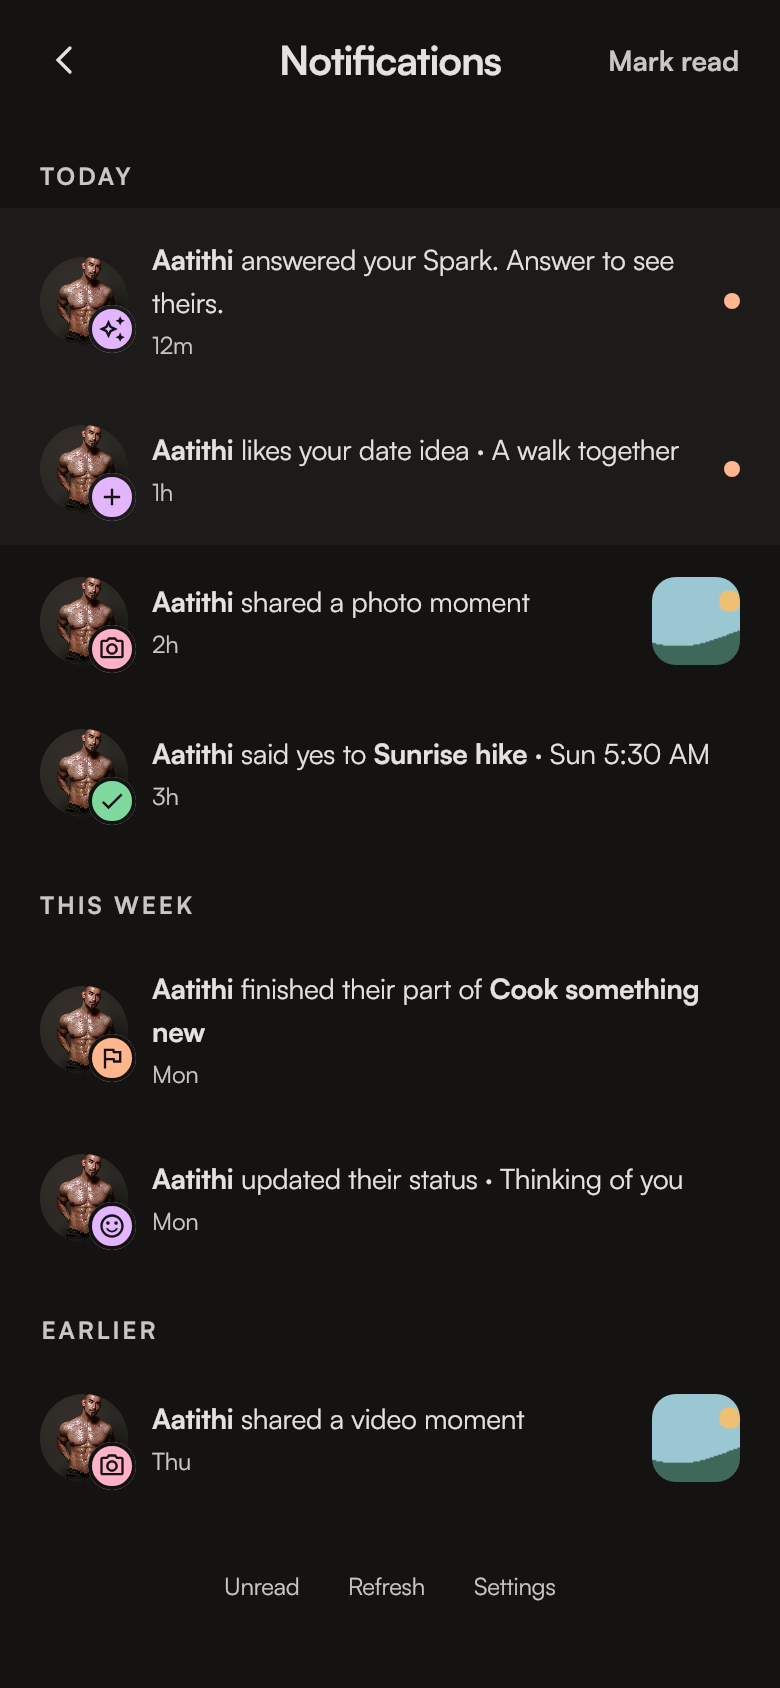 Notifications
Mark read
TODAY
Aatithi answered your Spark. Answer to see
theirs.
12m
Aatithi likes your date idea · A walk together
1h
Aatithi shared a photo moment
2h
Aatithi said yes to Sunrise hike · Sun 5:30 AM
3h
THIS WEEK
Aatithi finished their part of Cook something
new
Mon
Aatithi updated their status · Thinking of you
Mon
EARLIER
Aatithi shared a video moment
Thu
Unread
Refresh
Settings